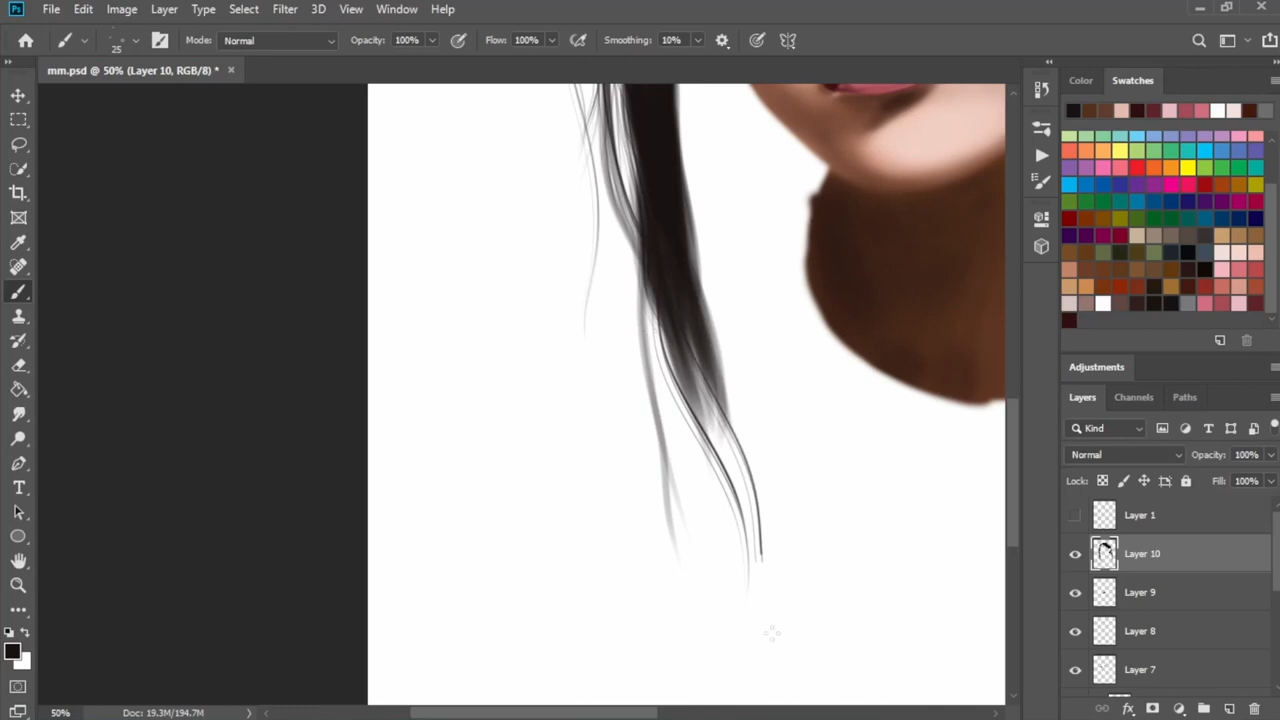 Ps File Edit Image Layer Type Select Filter 3D View Window Help
25 Mode: Normal Opacity: 100% Flow: 100% Smoothing: 10%
mm.psd @ 50% (Layer 10, RGB/8) * ×
Color Swatches
Adjustments
Layers Channels Paths
Kind
Normal Opacity: 100%
Lock: Fill: 100%
Layer 1
Layer 10
Layer 9
Layer 8
Layer 7
50% Doc: 19.3M/194.7M